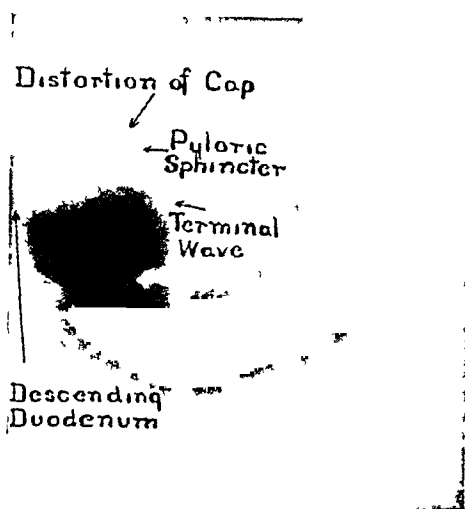 Distortion of Cap
Pyloric
Sphincter
Terminal
Wave
Descending
Duodenum